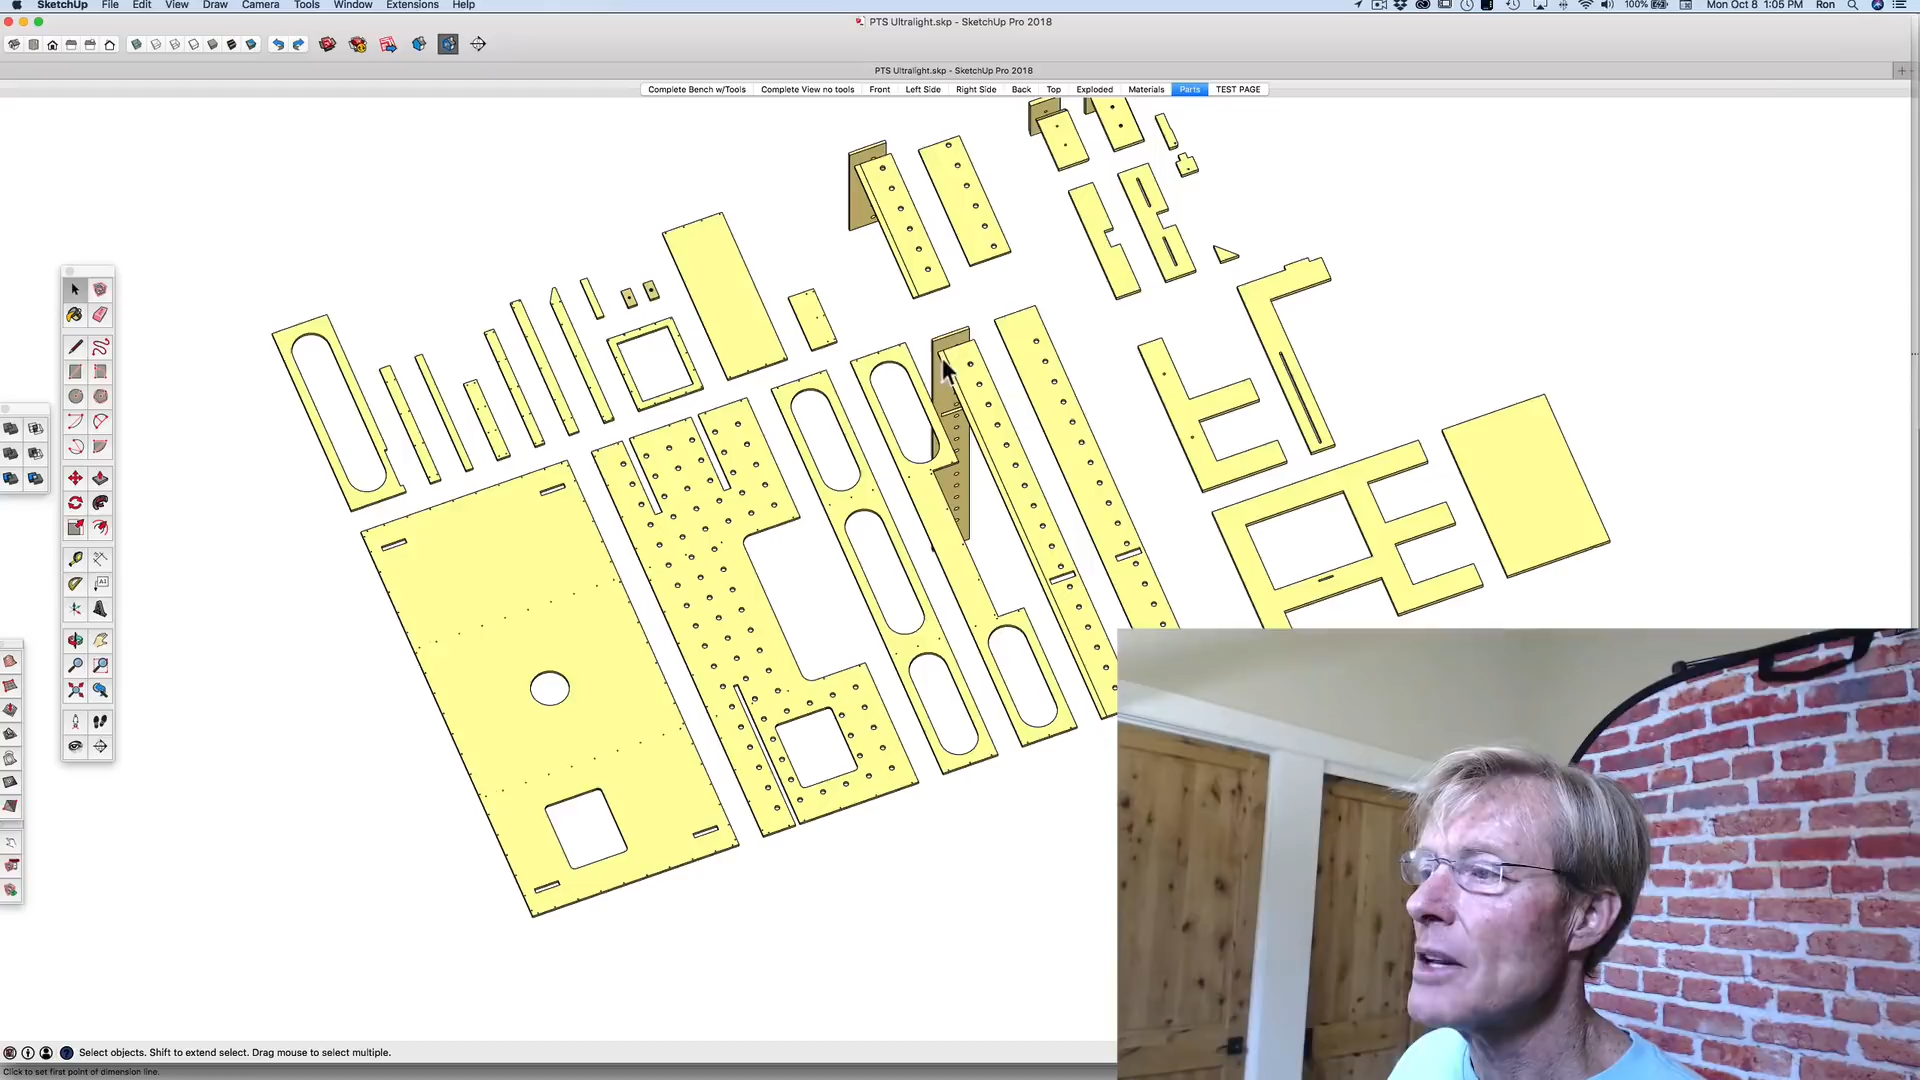 SketchUp File Edit View Draw Camera Tools Window Extensions Help 100% Mon Oct 8 1:05 PM Ron
PTS Ultralight.skp - SketchUp Pro 2018
PTS Ultralight.skp - SketchUp Pro 2018
Complete Bench w/Tools Complete View no tools Front Left Side Right Side Back Top Exploded Materials Parts TEST PAGE
A1
Select objects. Shift to extend select. Drag mouse to select multiple.
Click to set first point of dimension line.